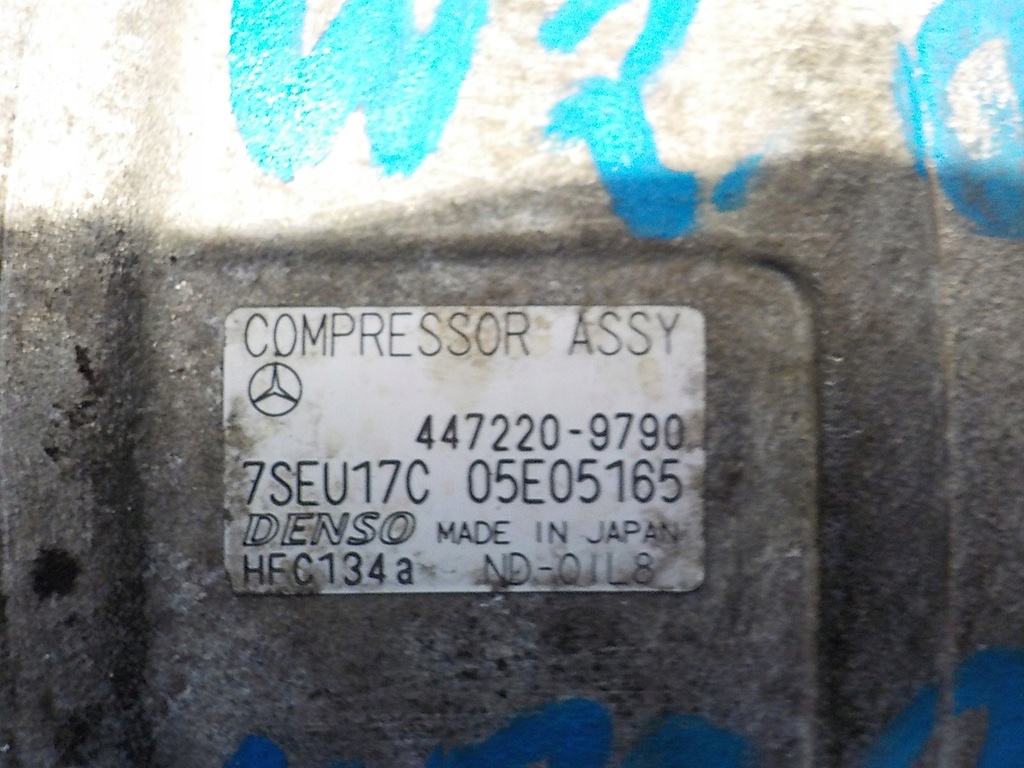 COMPRESSOR ASSY
447220-9790
7SEU17C 05E05165
DENSO MADE IN JAPAN
HFC134a ND-OIL8